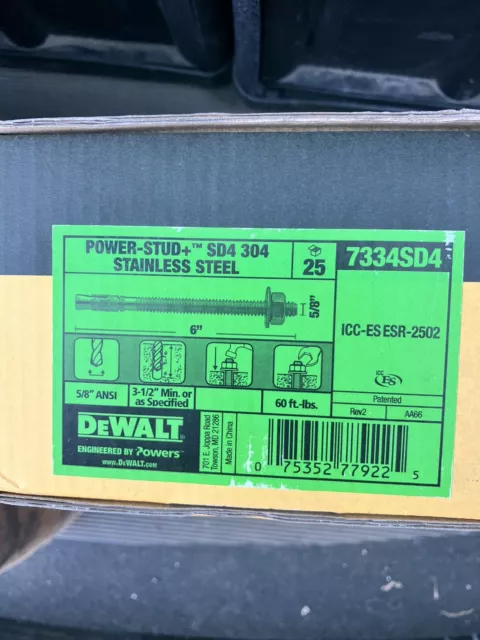 POWER-STUD+™ SD4 304
STAINLESS STEEL
25
7334SD4
5/8"
6"
ICC-ES ESR-2502
ICC
ES
5/8" ANSI
3-1/2" Min. or
as Specified
60 ft.-lbs.
Patented
Rev2
AA66
DEWALT
ENGINEERED BY Powers
www.DEWALT.com
701 E. Joppa Road
Towson, MD 21286
Made in China
0 75352 77922 5